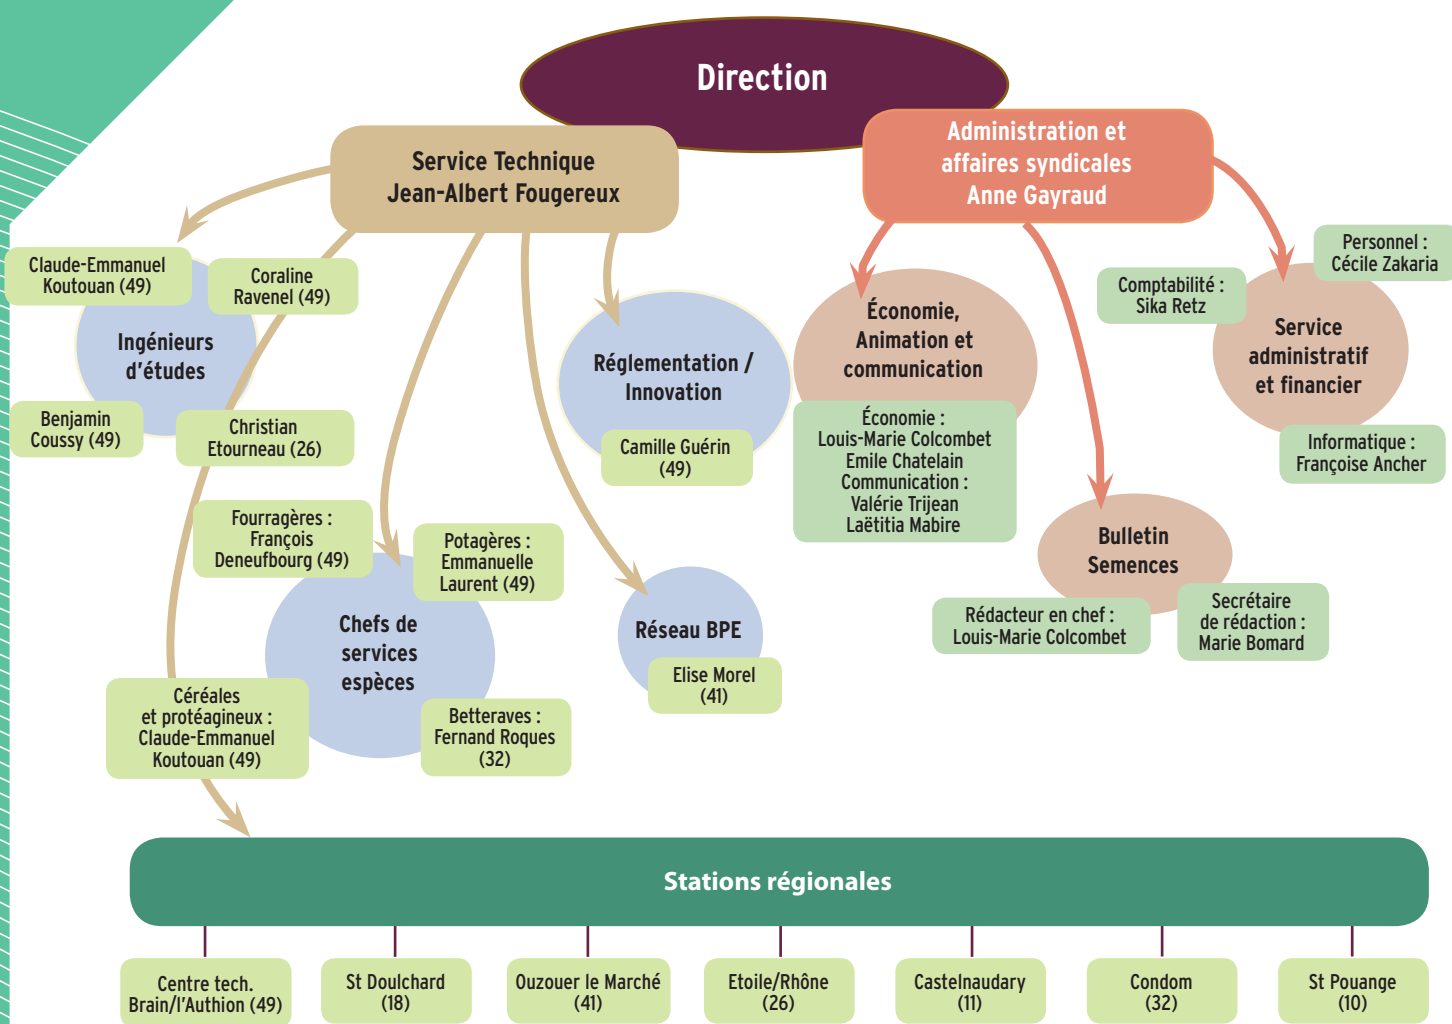 Direction
Service Technique
Jean-Albert Fougereux
Administration et
affaires syndicales
Anne Gayraud
Claude-Emmanuel
Koutouan (49)
Coraline
Ravenel (49)
Ingénieurs
d'études
Benjamin
Coussy (49)
Christian
Etourneau (26)
Réglementation /
Innovation
Camille Guérin
(49)
Économie,
Animation et
communication
Économie :
Louis-Marie Colcombet
Emile Chatelain
Communication :
Valérie Trijean
Laëtitia Mabire
Personnel :
Cécile Zakaria
Comptabilité :
Sika Retz
Service
administratif
et financier
Informatique :
Françoise Ancher
Fourragères :
François
Deneufbourg (49)
Potagères :
Emmanuelle
Laurent (49)
Chefs de
services
espèces
Céréales
et protéagineux :
Claude-Emmanuel
Koutouan (49)
Betteraves :
Fernand Roques
(32)
Réseau BPE
Elise Morel
(41)
Bulletin
Semences
Rédacteur en chef :
Louis-Marie Colcombet
Secrétaire
de rédaction :
Marie Bomard
Stations régionales
Centre tech.
Brain/l'Authion (49)
St Doulchard
(18)
Ouzouer le Marché
(41)
Etoile/Rhône
(26)
Castelnaudary
(11)
Condom
(32)
St Pouange
(10)